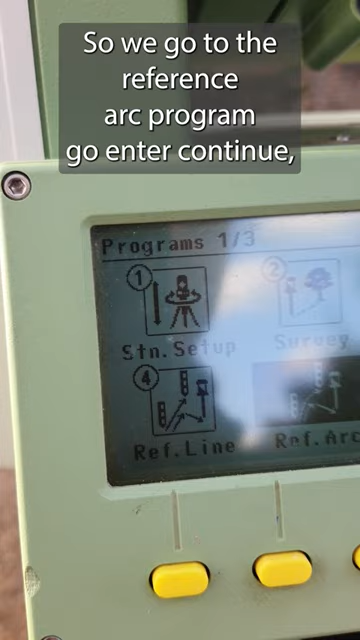 So we go to the
reference
arc program
go enter continue,
Programs 1/3
1
2
Stn.Setup
Survey
4
Ref.Line
Ref.Arc